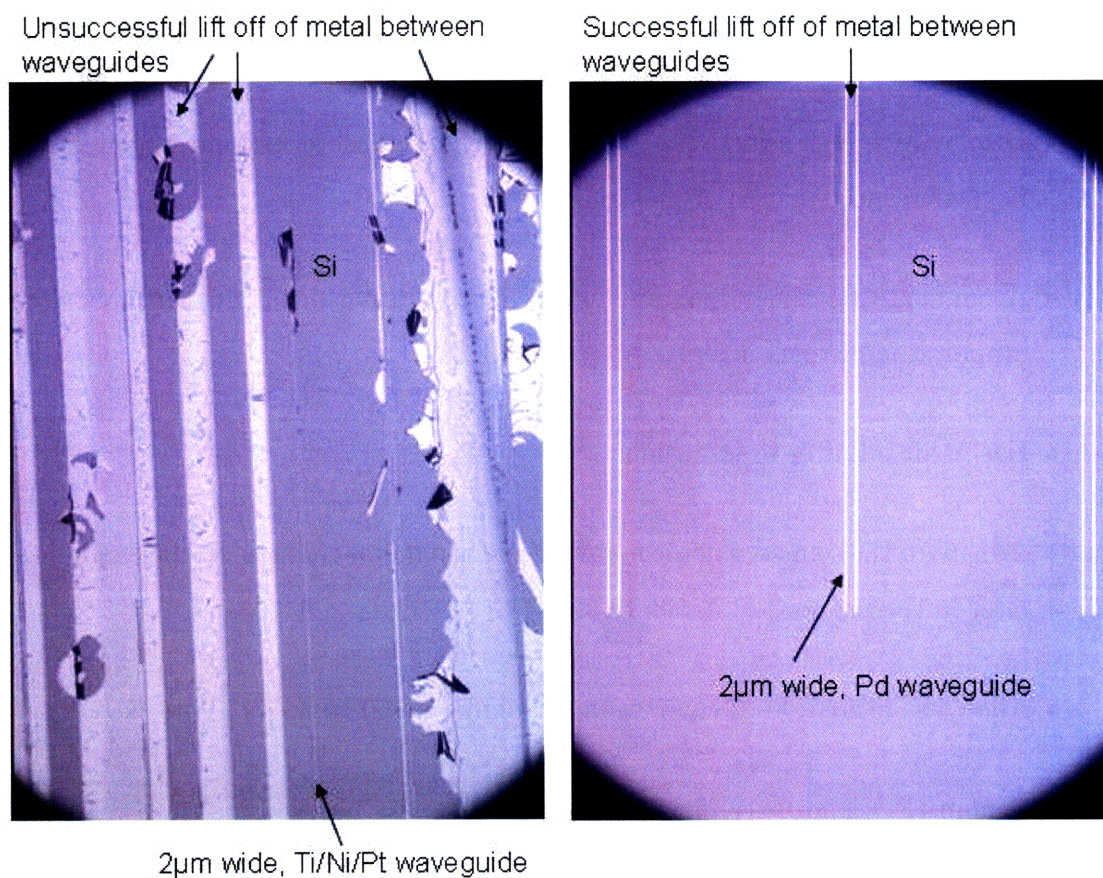 Unsuccessful lift off of metal between
waveguides
Si
2µm wide, Ti/Ni/Pt waveguide
Successful lift off of metal between
waveguides
Si
2µm wide, Pd waveguide